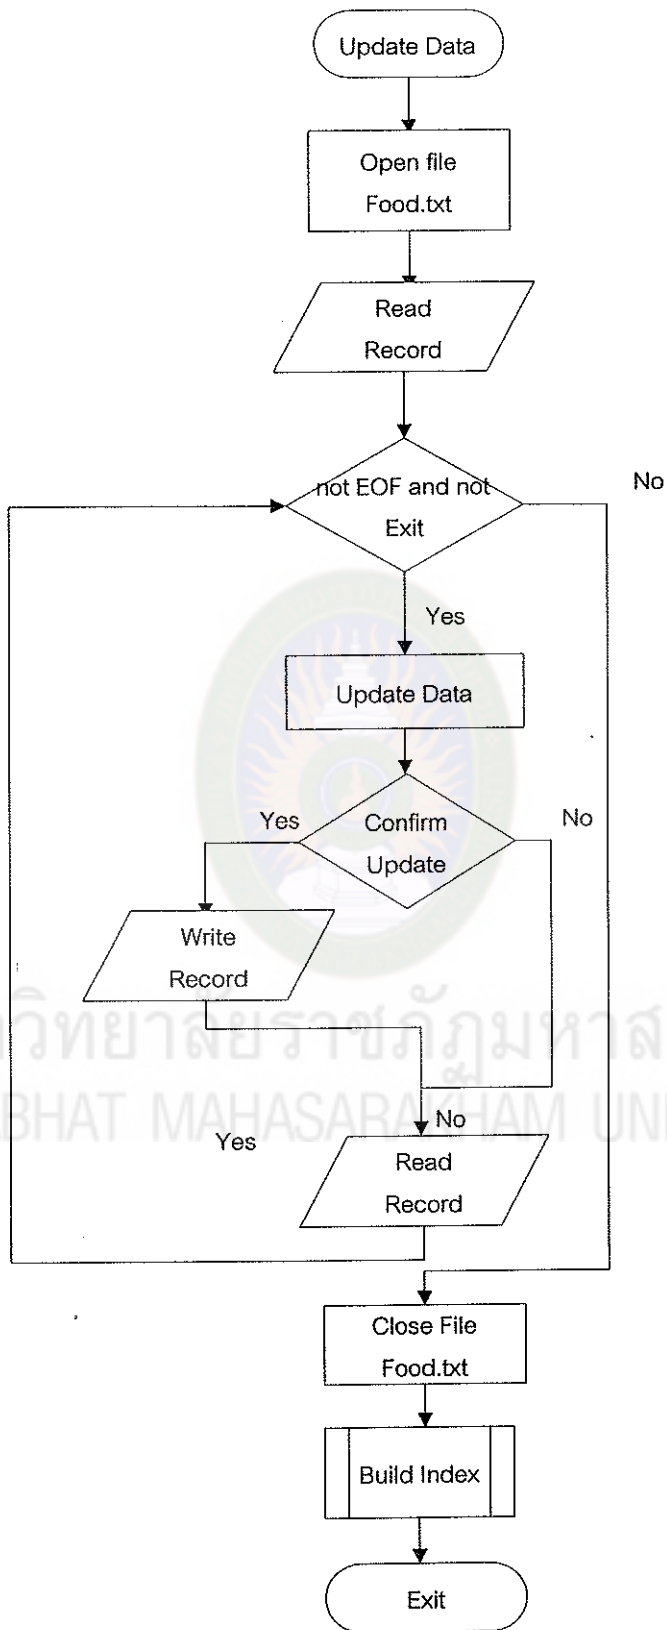 Update Data
Open file
Food.txt
Read
Record
not EOF and not
Exit
No
Yes
Update Data
Confirm
Update
Yes
No
Write
Record
วิทยาลัยราชภัฏมหาส
ABHAT MAHASARAKHAM UNI
No
Yes
Read
Record
Close File
Food.txt
Build Index
Exit